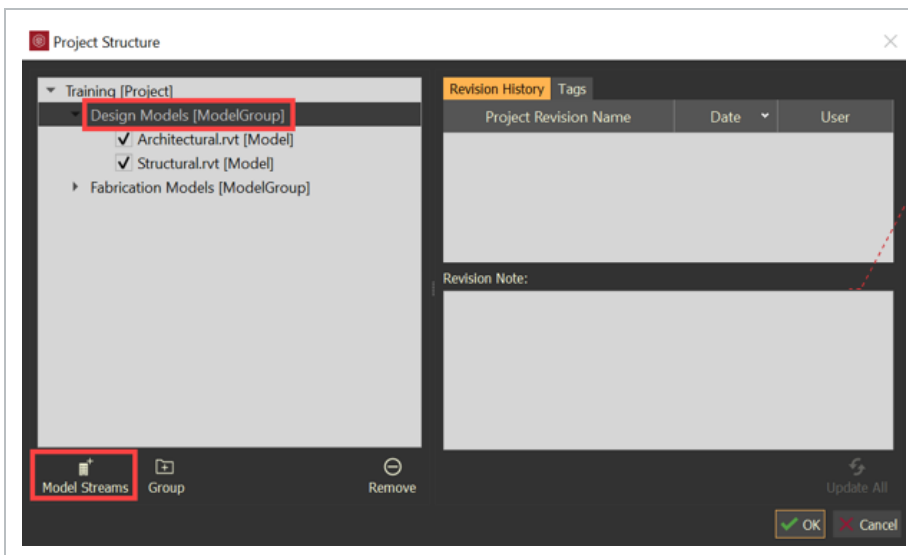 Project Structure
Training [Project]
Design Models [ModelGroup]
Architectural.rvt [Model]
Structural.rvt [Model]
Fabrication Models [ModelGroup]
Model Streams
Group
Remove
Revision History Tags
Project Revision Name Date User
Revision Note:
Update All
OK Cancel